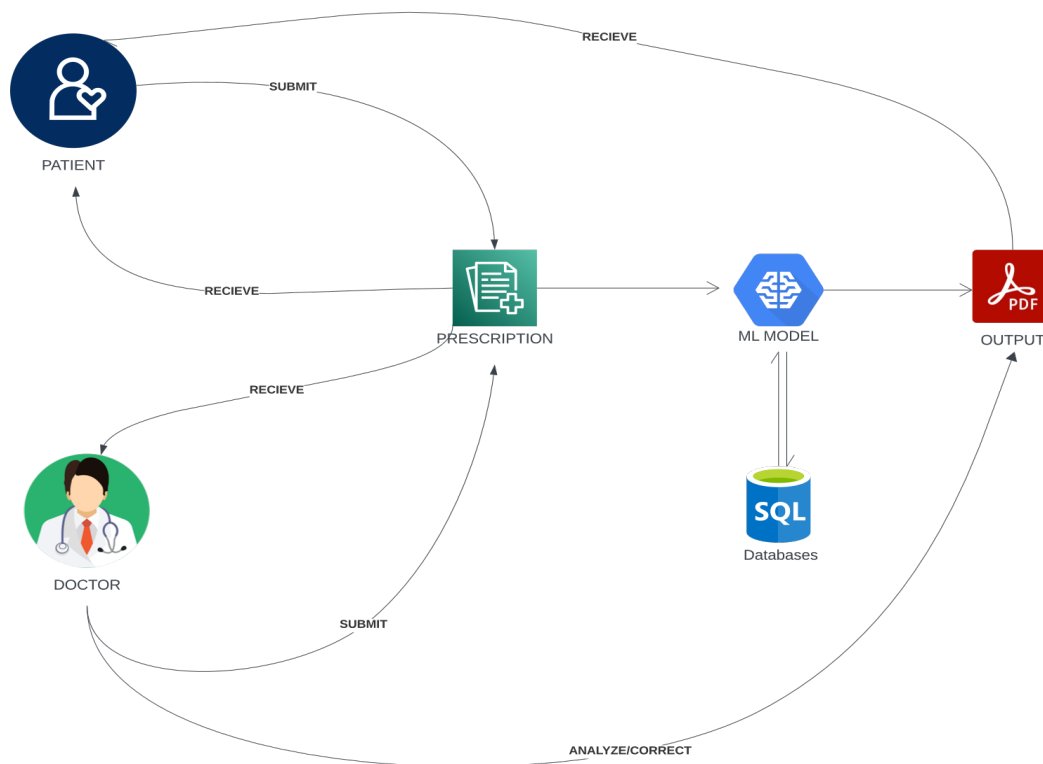 RECIEVE
SUBMIT
PATIENT
RECIEVE
PRESCRIPTION
ML MODEL
PDF
OUTPUT
RECIEVE
SQL
Databases
DOCTOR
SUBMIT
ANALYZE/CORRECT